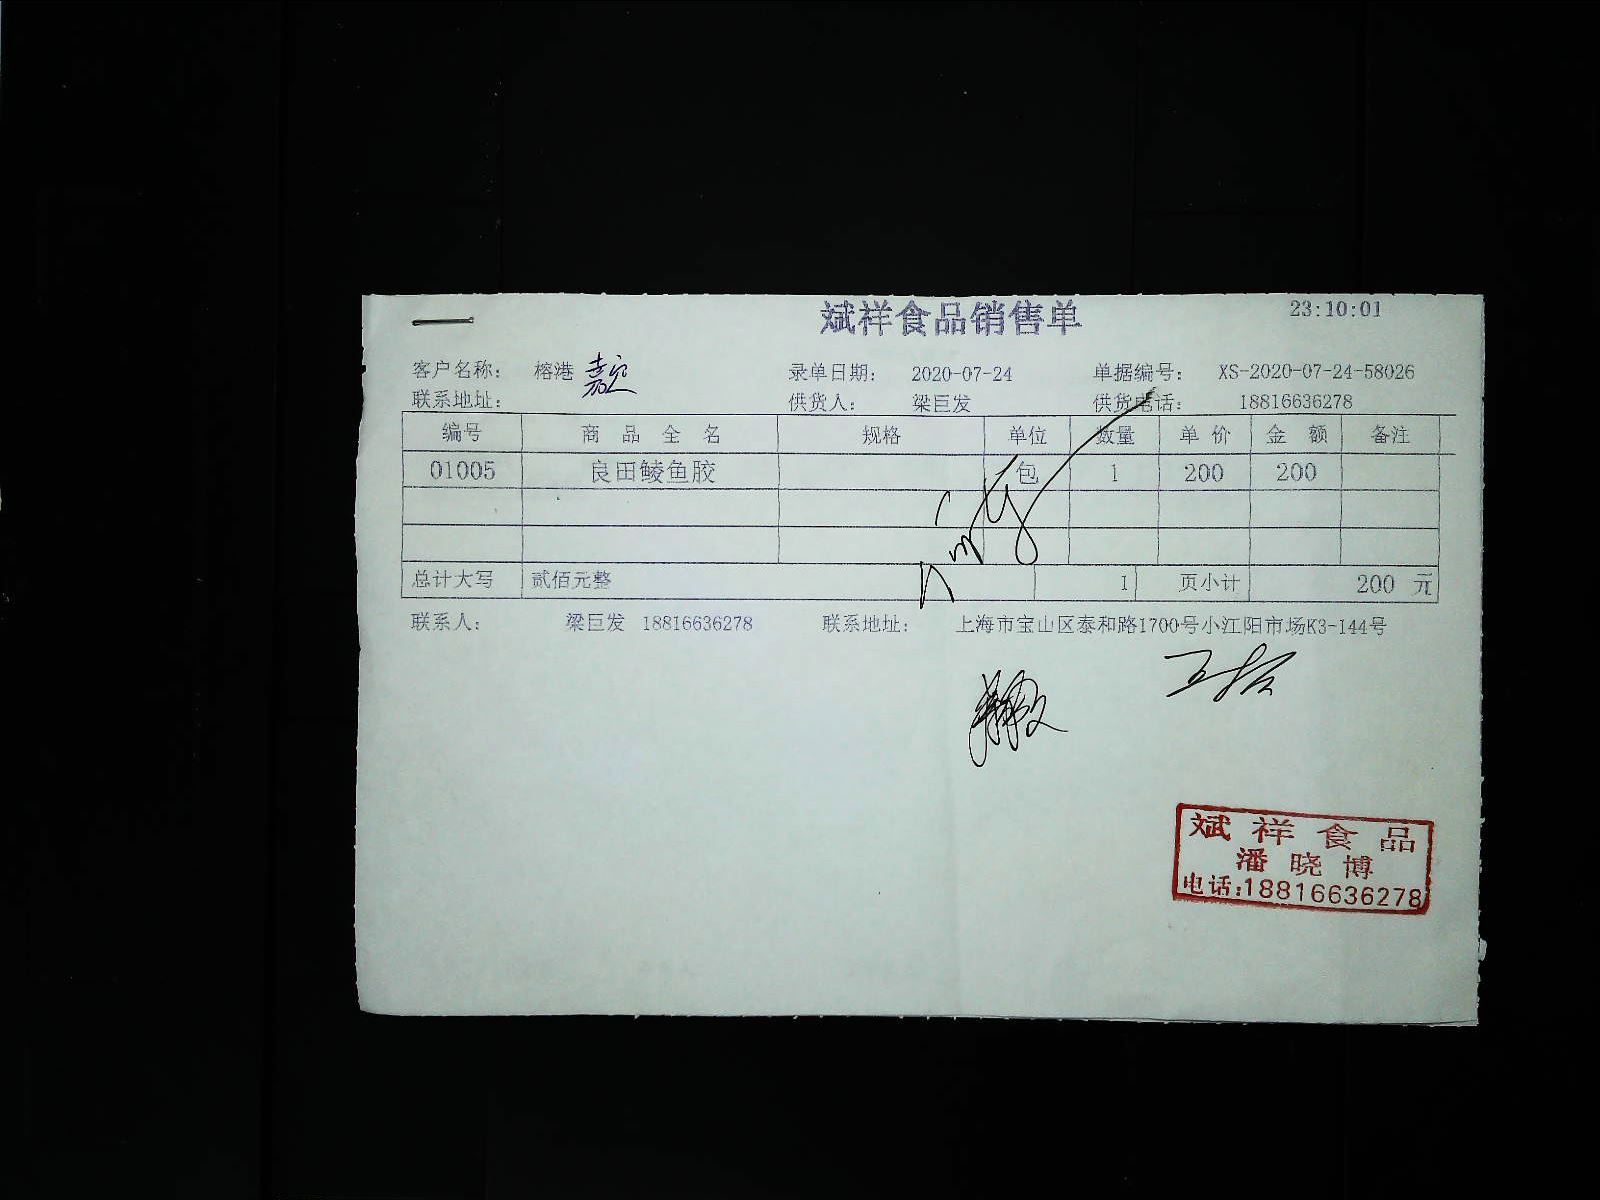 斌祥食品销售单 23:10:01
客户名称: 榕港 嘉定 录单日期: 2020-07-24 单据编号: XS-2020-07-24-58026
联系地址: 供货人: 梁巨发 供货电话: 18816636278
编号 商品全名 规格 单位 数量 单价 金额 备注
01005 良田鲮鱼胶 包 1 200 200
总计大写 贰佰元整 1 页小计 200 元
联系人: 梁巨发 18816636278 联系地址: 上海市宝山区泰和路1700号小江阳市场K3-144号
斌祥食品
潘晓博
电话:18816636278